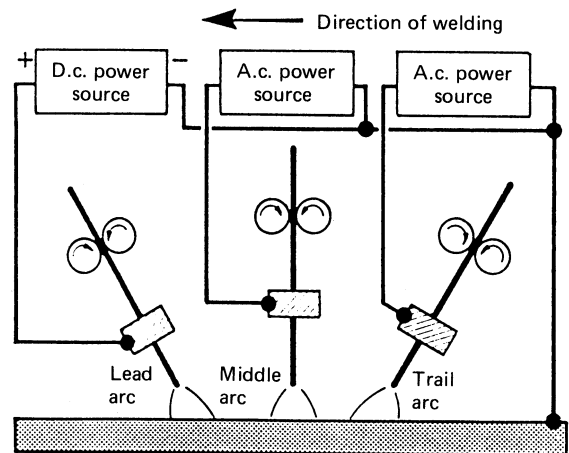 Direction of welding
+
D.c. power
source
−
A.c. power
source
A.c. power
source
Lead
arc
Middle
arc
Trail
arc